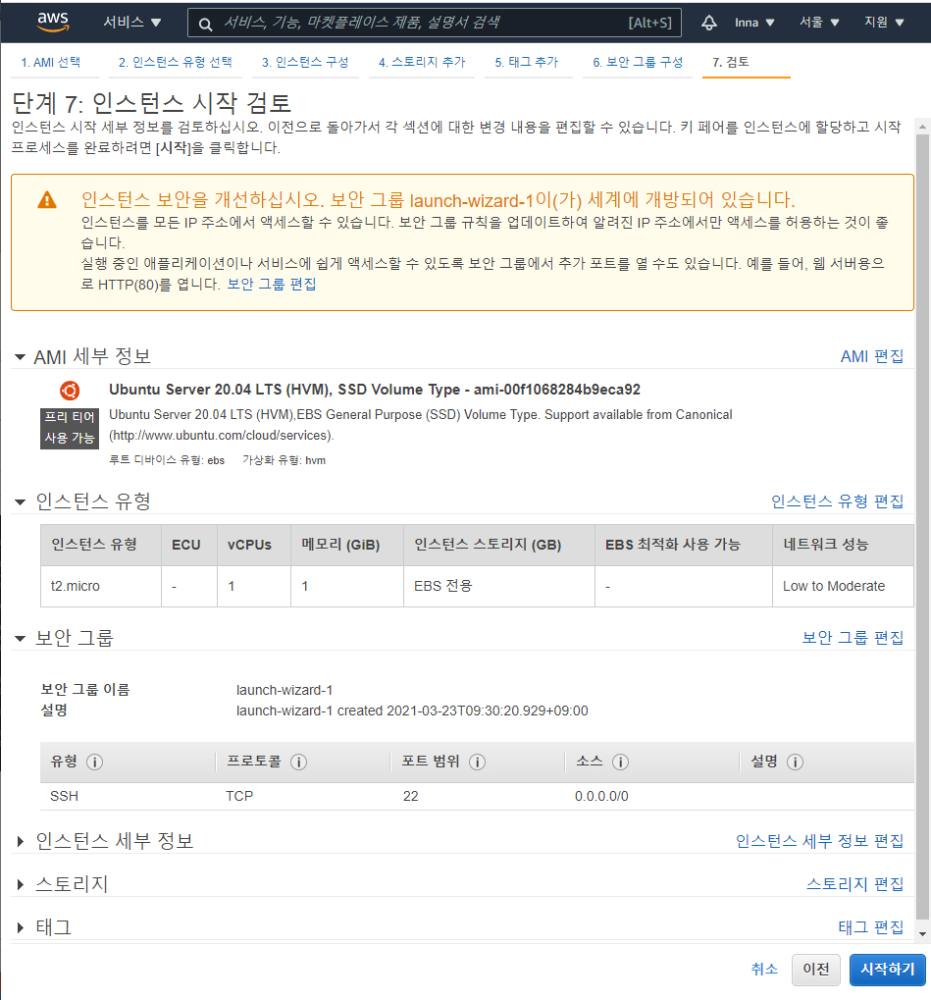 aws 서비스 서비스, 기능, 마켓플레이스 제품, 설명서 검색 [Alt+S] Inna 서울 지원
1. AMI 선택 2. 인스턴스 유형 선택 3. 인스턴스 구성 4. 스토리지 추가 5. 태그 추가 6. 보안 그룹 구성 7. 검토
단계 7: 인스턴스 시작 검토
인스턴스 시작 세부 정보를 검토하십시오. 이전으로 돌아가서 각 섹션에 대한 변경 내용을 편집할 수 있습니다. 키 페어를 인스턴스에 할당하고 시작
프로세스를 완료하려면 [시작]을 클릭합니다.
인스턴스 보안을 개선하십시오. 보안 그룹 launch-wizard-1이(가) 세계에 개방되어 있습니다.
인스턴스를 모든 IP 주소에서 액세스할 수 있습니다. 보안 그룹 규칙을 업데이트하여 알려진 IP 주소에서만 액세스를 허용하는 것이 좋
습니다.
실행 중인 애플리케이션이나 서비스에 쉽게 액세스할 수 있도록 보안 그룹에서 추가 포트를 열 수도 있습니다. 예를 들어, 웹 서버용으
로 HTTP(80)를 엽니다. 보안 그룹 편집
AMI 세부 정보 AMI 편집
Ubuntu Server 20.04 LTS (HVM), SSD Volume Type - ami-00f1068284b9eca92
프리 티어
사용 가능
Ubuntu Server 20.04 LTS (HVM),EBS General Purpose (SSD) Volume Type. Support available from Canonical
(http://www.ubuntu.com/cloud/services).
루트 디바이스 유형: ebs 가상화 유형: hvm
인스턴스 유형 인스턴스 유형 편집
인스턴스 유형 ECU vCPUs 메모리 (GiB) 인스턴스 스토리지 (GB) EBS 최적화 사용 가능 네트워크 성능
t2.micro - 1 1 EBS 전용 - Low to Moderate
보안 그룹 보안 그룹 편집
보안 그룹 이름 launch-wizard-1
설명 launch-wizard-1 created 2021-03-23T09:30:20.929+09:00
유형 프로토콜 포트 범위 소스 설명
SSH TCP 22 0.0.0.0/0
인스턴스 세부 정보 인스턴스 세부 정보 편집
스토리지 스토리지 편집
태그 태그 편집
취소 이전 시작하기